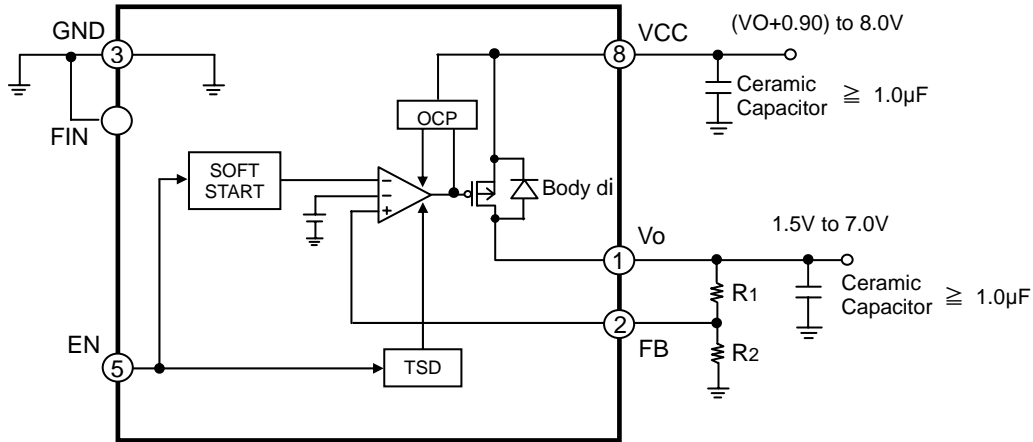 GND
3
FIN
VCC
8
(VO+0.90) to 8.0V
Ceramic
Capacitor ≧ 1.0µF
OCP
SOFT
START
Body di
−
−
+
Vo
1
1.5V to 7.0V
R1
Ceramic
Capacitor ≧ 1.0µF
2
FB
R2
EN
5
TSD